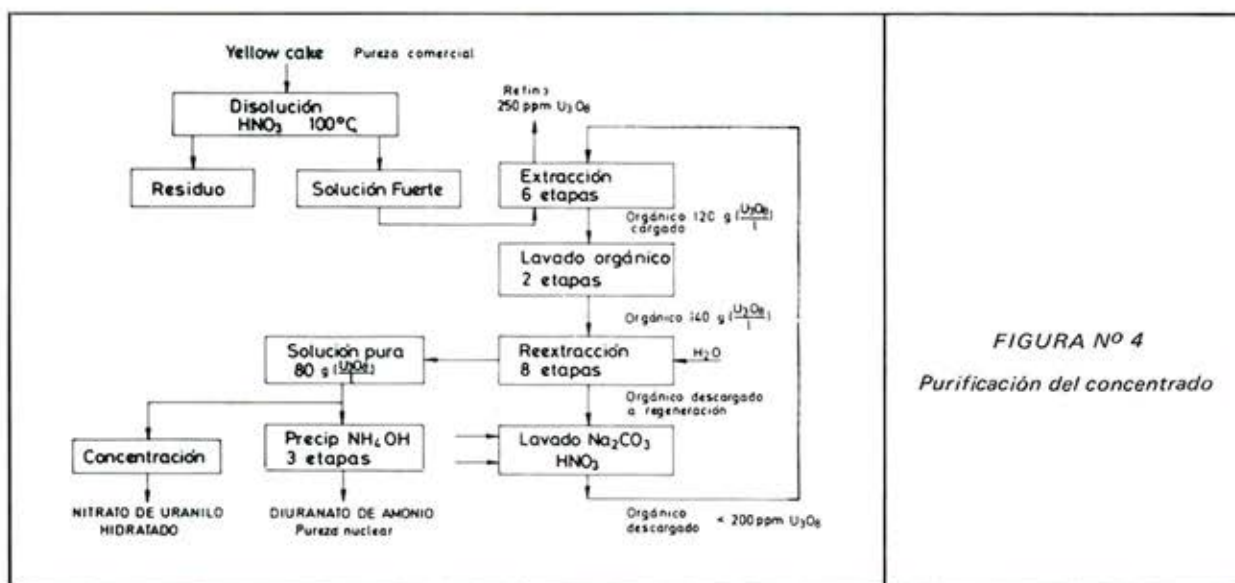 Yellow cake Pureza comercial
Disolución
HNO₃ 100°C
Residuo
Solución Fuerte
Refino
250 ppm U₃O₈
Extracción
6 etapas
Orgánico 120 g (U₃O₈/l)
cargado
Lavado orgánico
2 etapas
Orgánico 140 g (U₃O₈/l)
Solución pura
80 g (U₃O₈/l)
Reextracción
8 etapas
H₂O
Orgánico descargado
a regeneración
Concentración
Precip NH₄OH
3 etapas
Lavado Na₂CO₃
HNO₃
NITRATO DE URANILO
HIDRATADO
DIURANATO DE AMONIO
Pureza nuclear
Orgánico
descargado < 200 ppm U₃O₈
FIGURA Nº 4
Purificación del concentrado